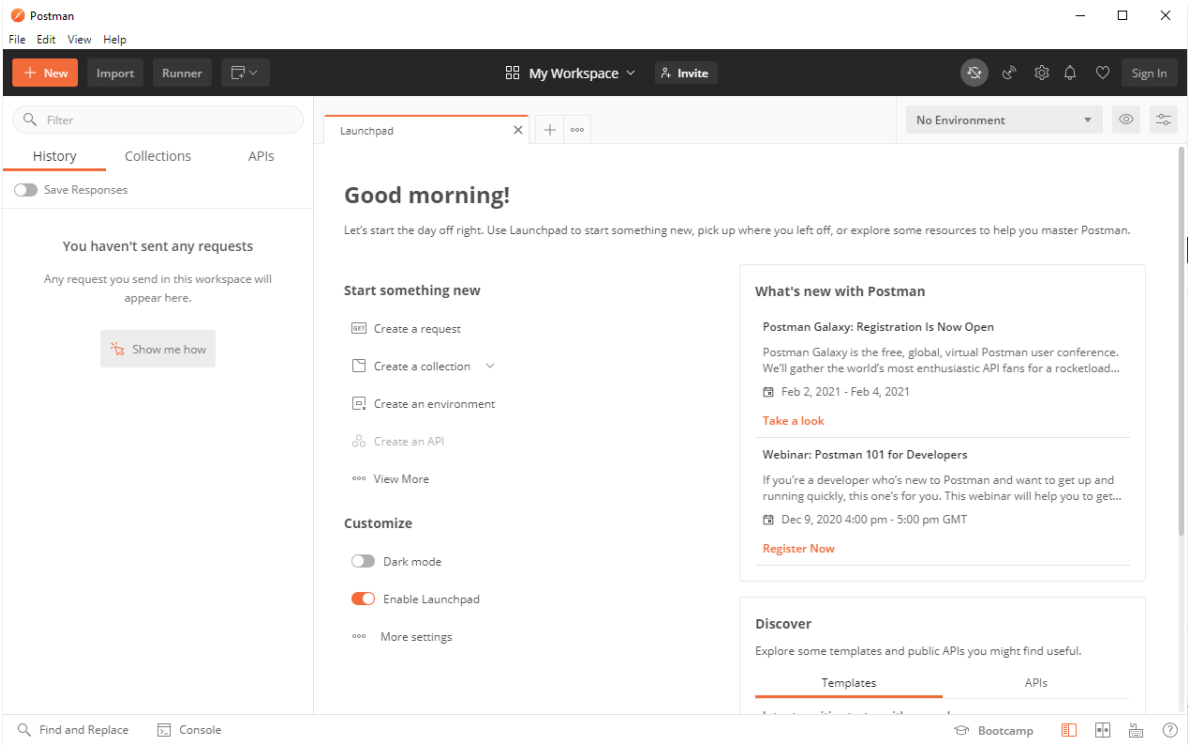 Postman
File Edit View Help
New Import Runner My Workspace Invite Sign In
Filter
History Collections APIs
Save Responses
You haven't sent any requests
Any request you send in this workspace will
appear here.
Show me how
Launchpad
No Environment
Good morning!
Let's start the day off right. Use Launchpad to start something new, pick up where you left off, or explore some resources to help you master Postman.
Start something new
GET Create a request
Create a collection
Create an environment
Create an API
View More
Customize
Dark mode
Enable Launchpad
More settings
What's new with Postman
Postman Galaxy: Registration Is Now Open
Postman Galaxy is the free, global, virtual Postman user conference.
We'll gather the world's most enthusiastic API fans for a rocketload...
Feb 2, 2021 - Feb 4, 2021
Take a look
Webinar: Postman 101 for Developers
If you're a developer who's new to Postman and want to get up and
running quickly, this one's for you. This webinar will help you to get...
Dec 9, 2020 4:00 pm - 5:00 pm GMT
Register Now
Discover
Explore some templates and public APIs you might find useful.
Templates APIs
Find and Replace Console Bootcamp